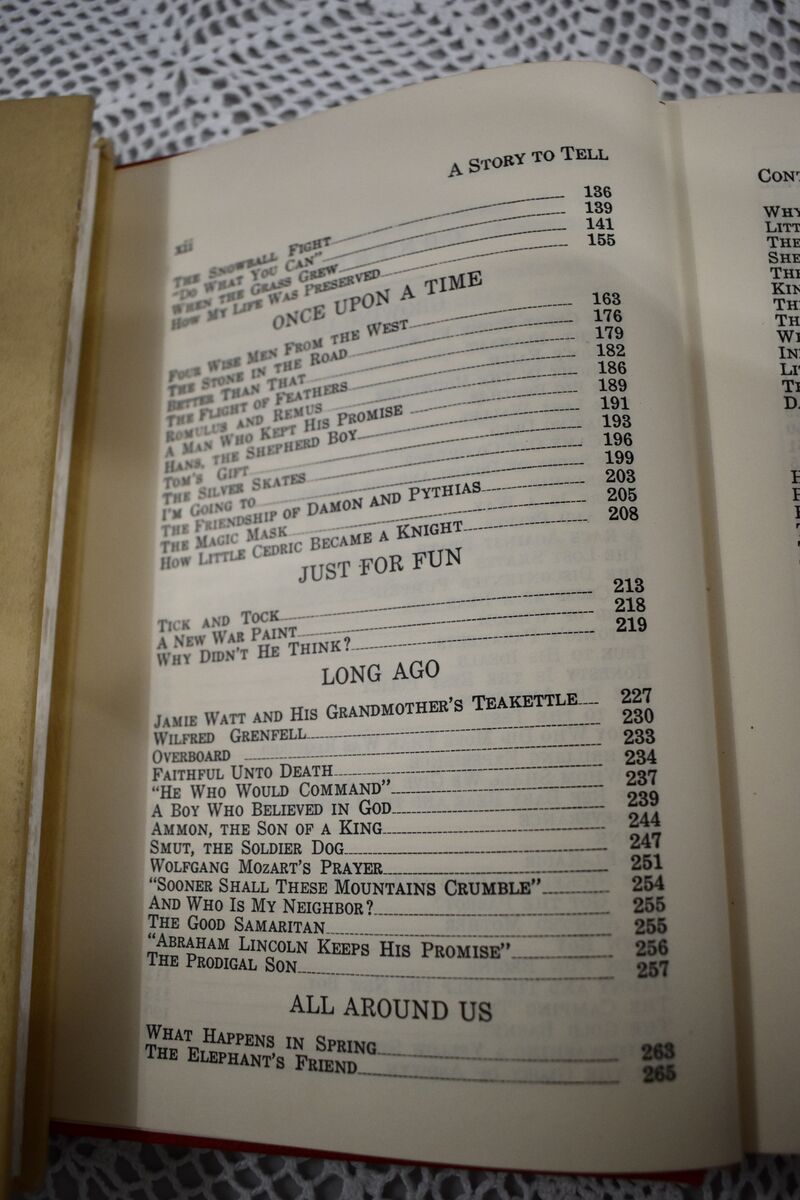 xii
A STORY TO TELL
THE SNOWBALL FIGHT 136
"DO WHAT YOU CAN" 139
WHEN THE GRASS GREW 141
HOW MY LIFE WAS PRESERVED 155
ONCE UPON A TIME
FOUR WISE MEN FROM THE WEST 163
THE STONE IN THE ROAD 176
BETTER THAN THAT 179
THE FLIGHT OF FEATHERS 182
ROMULUS AND REMUS 186
A MAN WHO KEPT HIS PROMISE 189
HANS, THE SHEPHERD BOY 191
TOM'S GIFT 193
THE SILVER SKATES 196
I'M GOING TO 199
THE FRIENDSHIP OF DAMON AND PYTHIAS 203
THE MAGIC MASK 205
HOW LITTLE CEDRIC BECAME A KNIGHT 208
JUST FOR FUN
TICK AND TOCK 213
A NEW WAR PAINT 218
WHY DIDN'T HE THINK? 219
LONG AGO
JAMIE WATT AND HIS GRANDMOTHER'S TEAKETTLE 227
WILFRED GRENFELL 230
OVERBOARD 233
FAITHFUL UNTO DEATH 234
"HE WHO WOULD COMMAND" 237
A BOY WHO BELIEVED IN GOD 239
AMMON, THE SON OF A KING 244
SMUT, THE SOLDIER DOG 247
WOLFGANG MOZART'S PRAYER 251
"SOONER SHALL THESE MOUNTAINS CRUMBLE" 254
AND WHO IS MY NEIGHBOR? 255
THE GOOD SAMARITAN 255
"ABRAHAM LINCOLN KEEPS HIS PROMISE" 256
THE PRODIGAL SON 257
ALL AROUND US
WHAT HAPPENS IN SPRING 263
THE ELEPHANT'S FRIEND 265
CONT
WHY
LITT
THE
SHE